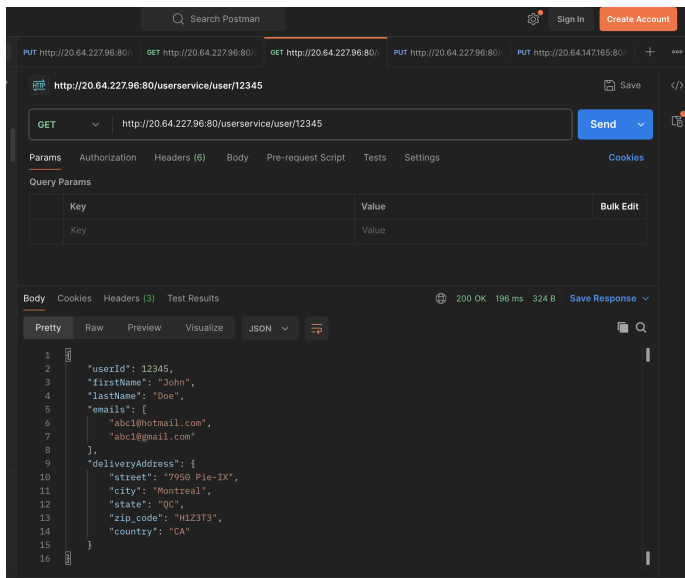 Search Postman Sign In Create Account
PUT http://20.64.227.96:80/ GET http://20.64.227.96:80/ GET http://20.64.227.96:80/ PUT http://20.64.227.96:80/ PUT http://20.64.147.165:80/ + ooo
HTTP http://20.64.227.96:80/userservice/user/12345 Save </>
GET http://20.64.227.96:80/userservice/user/12345 Send
Params Authorization Headers (6) Body Pre-request Script Tests Settings Cookies
Query Params
Key Value Bulk Edit
Key Value
Body Cookies Headers (3) Test Results 200 OK 196 ms 324 B Save Response
Pretty Raw Preview Visualize JSON
1 {
2 "userId": 12345,
3 "firstName": "John",
4 "lastName": "Doe",
5 "emails": [
6 "abc1@hotmail.com",
7 "abc1@gmail.com"
8 ],
9 "deliveryAddress": {
10 "street": "7950 Pie-IX",
11 "city": "Montreal",
12 "state": "QC",
13 "zip_code": "H1Z3T3",
14 "country": "CA"
15 }
16 }